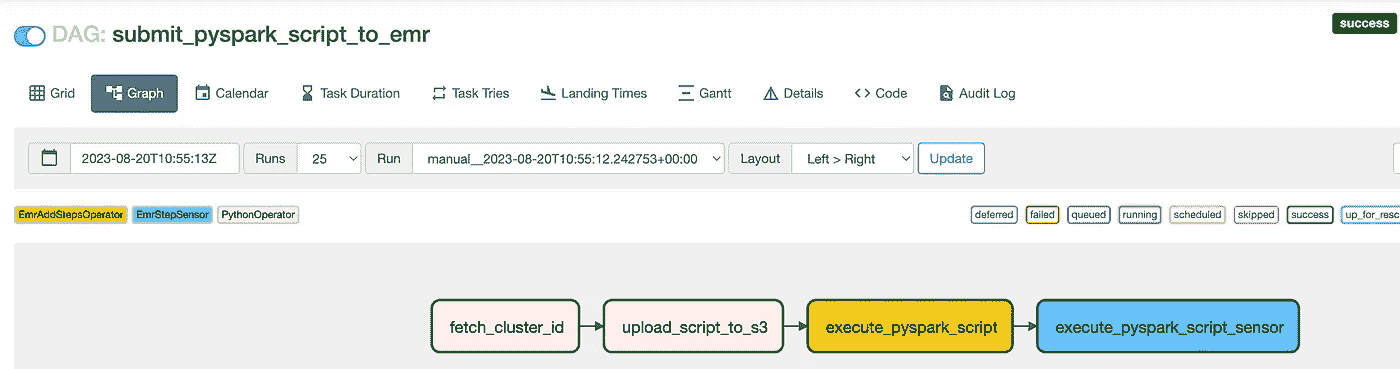 DAG: submit_pyspark_script_to_emr
success
Grid Graph Calendar Task Duration Task Tries Landing Times Gantt Details <> Code Audit Log
2023-08-20T10:55:13Z Runs 25 Run manual__2023-08-20T10:55:12.242753+00:00 Layout Left > Right Update
EmrAddStepsOperator EmrStepSensor PythonOperator deferred failed queued running scheduled skipped success up_for_resc
fetch_cluster_id upload_script_to_s3 execute_pyspark_script execute_pyspark_script_sensor